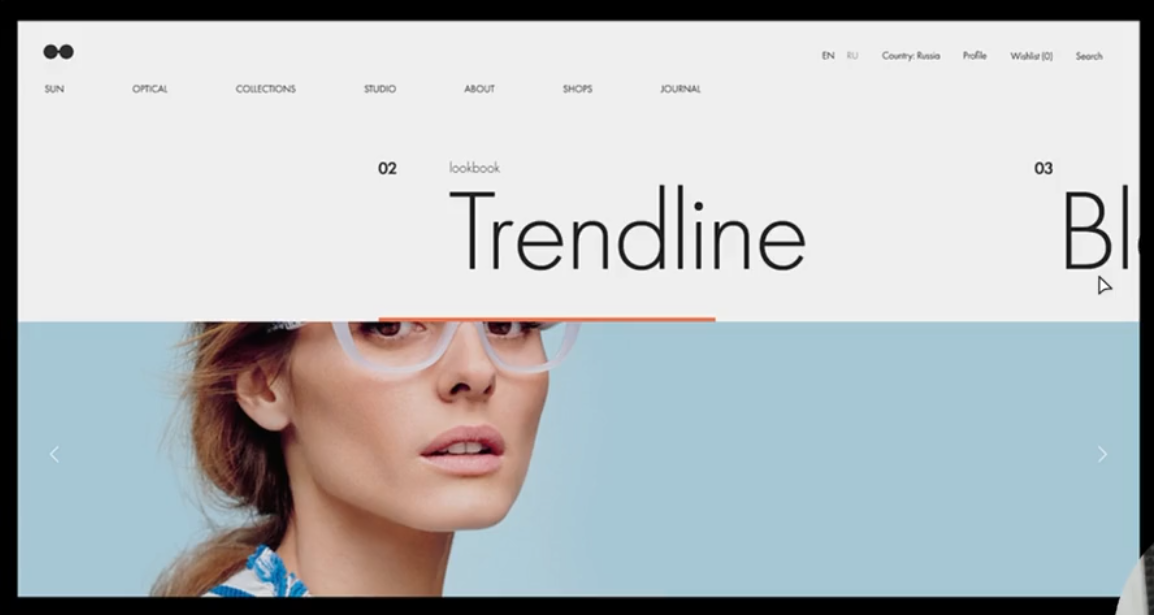 EN RU Country: Russia Profile Wishlist (0) Search
SUN OPTICAL COLLECTIONS STUDIO ABOUT SHOPS JOURNAL
02 lookbook 03
Trendline Bl